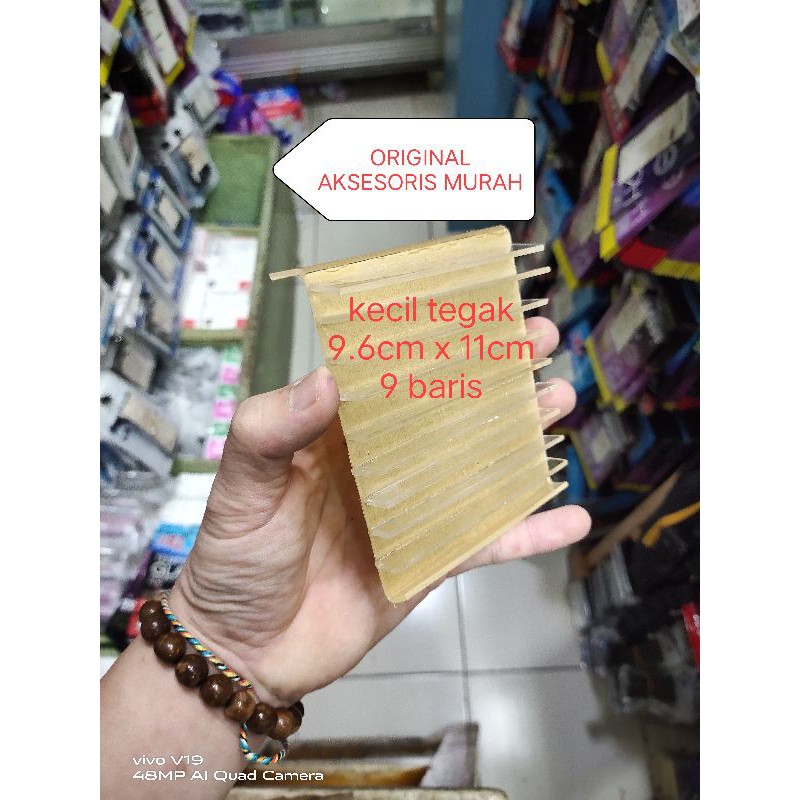 ORIGINAL
AKSESORIS MURAH
kecil tegak
9.6cm x 11cm
9 baris
vivo V19
48MP AI Quad Camera